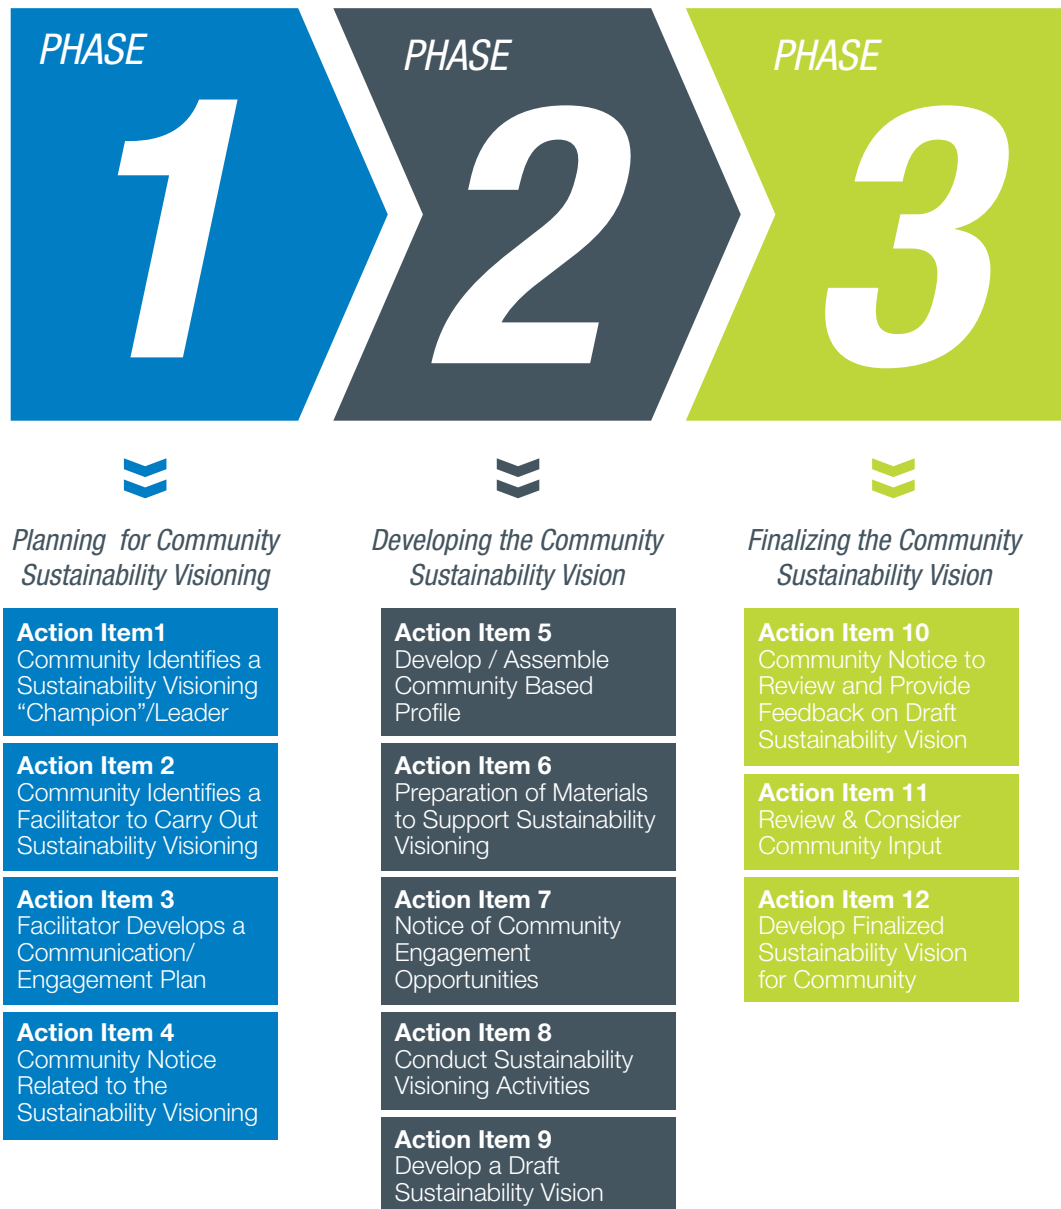 PHASE
1
PHASE
2
PHASE
3
Planning for Community
Sustainability Visioning
Action Item1
Community Identifies a
Sustainability Visioning
“Champion”/Leader
Action Item 2
Community Identifies a
Facilitator to Carry Out
Sustainability Visioning
Action Item 3
Facilitator Develops a
Communication/
Engagement Plan
Action Item 4
Community Notice
Related to the
Sustainability Visioning
Developing the Community
Sustainability Vision
Action Item 5
Develop / Assemble
Community Based
Profile
Action Item 6
Preparation of Materials
to Support Sustainability
Visioning
Action Item 7
Notice of Community
Engagement
Opportunities
Action Item 8
Conduct Sustainability
Visioning Activities
Action Item 9
Develop a Draft
Sustainability Vision
Finalizing the Community
Sustainability Vision
Action Item 10
Community Notice to
Review and Provide
Feedback on Draft
Sustainability Vision
Action Item 11
Review & Consider
Community Input
Action Item 12
Develop Finalized
Sustainability Vision
for Community